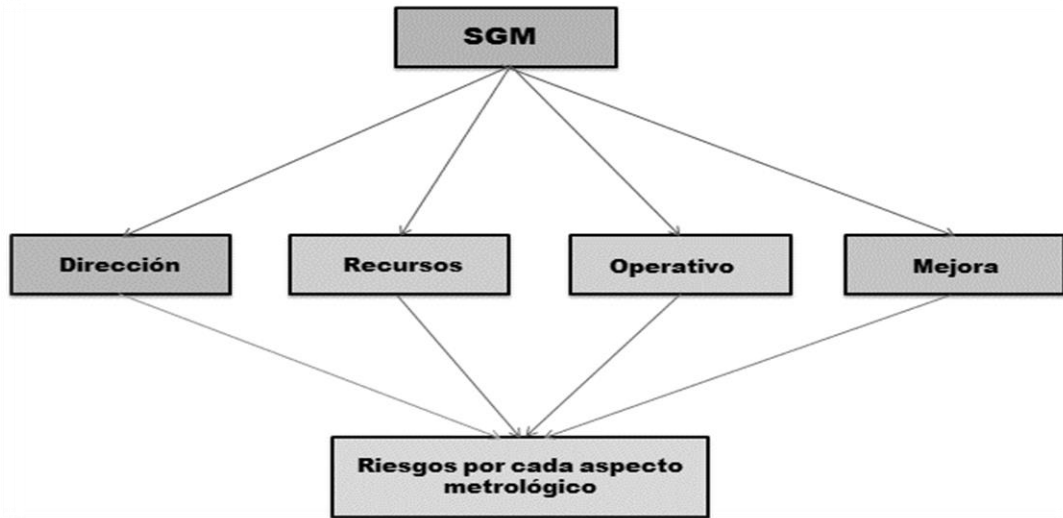 SGM
Dirección
Recursos
Operativo
Mejora
Riesgos por cada aspecto
metrológico